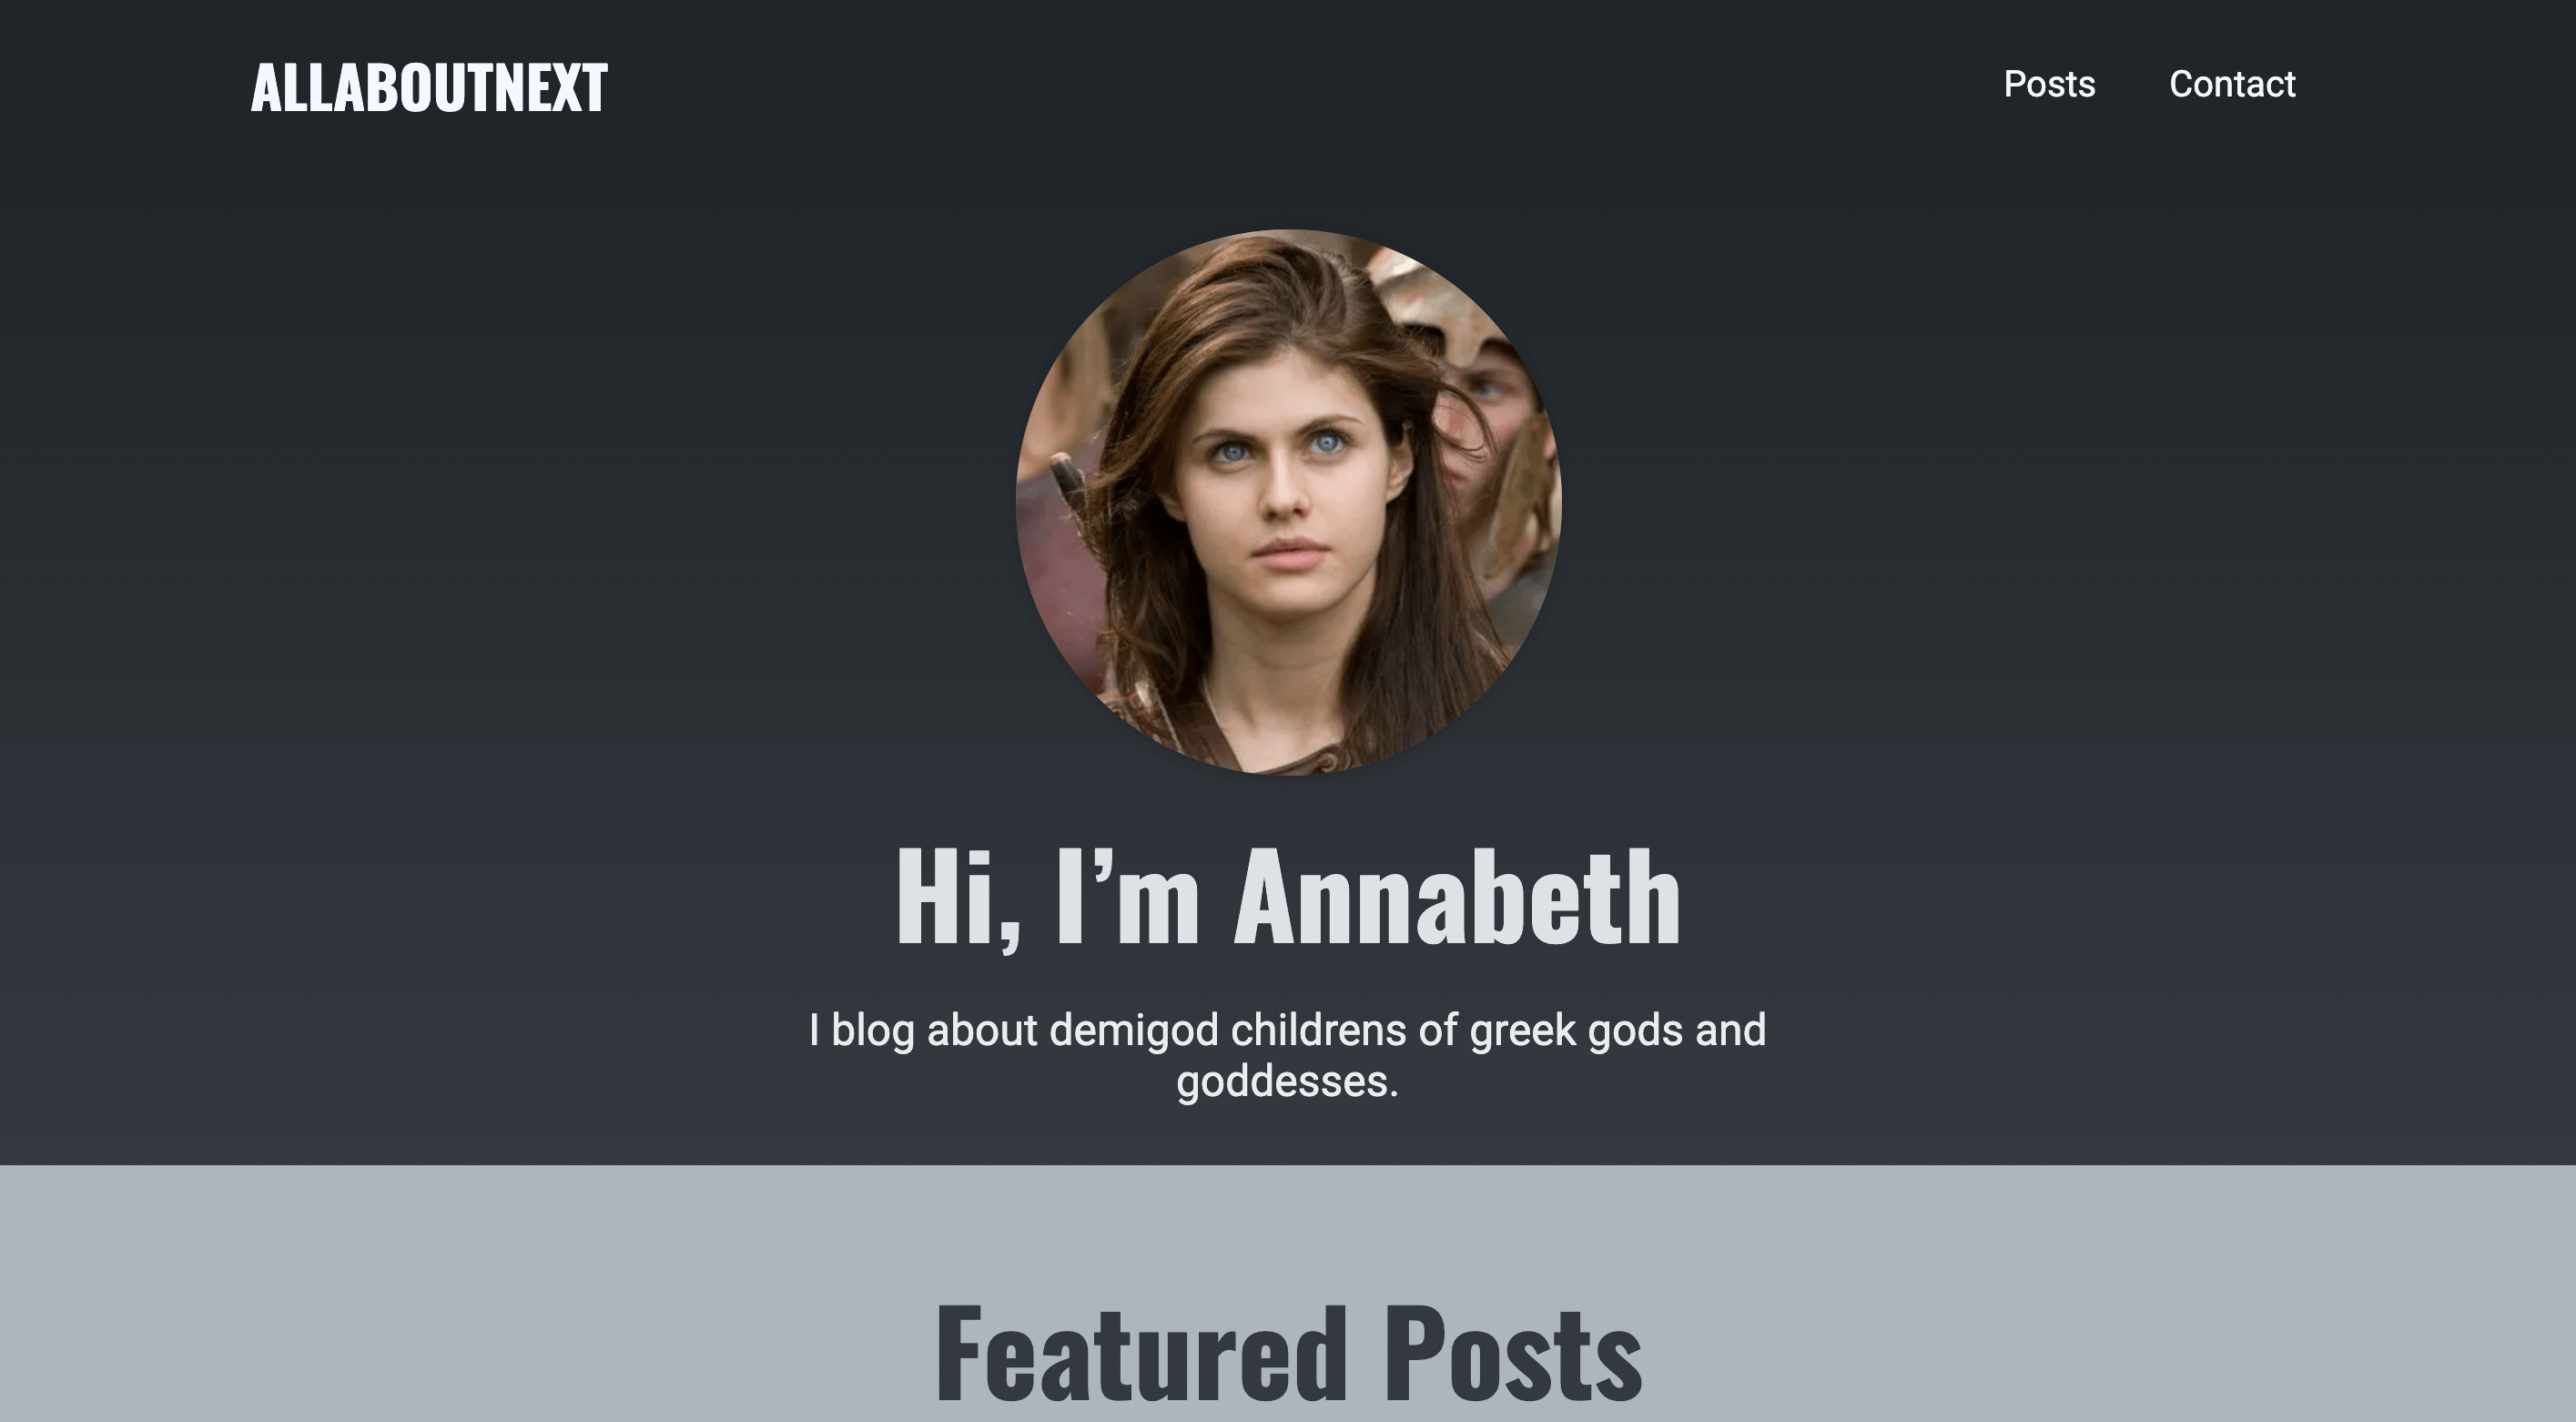 ALLABOUTNEXT
Posts
Contact
Hi, I’m Annabeth
I blog about demigod childrens of greek gods and
goddesses.
Featured Posts